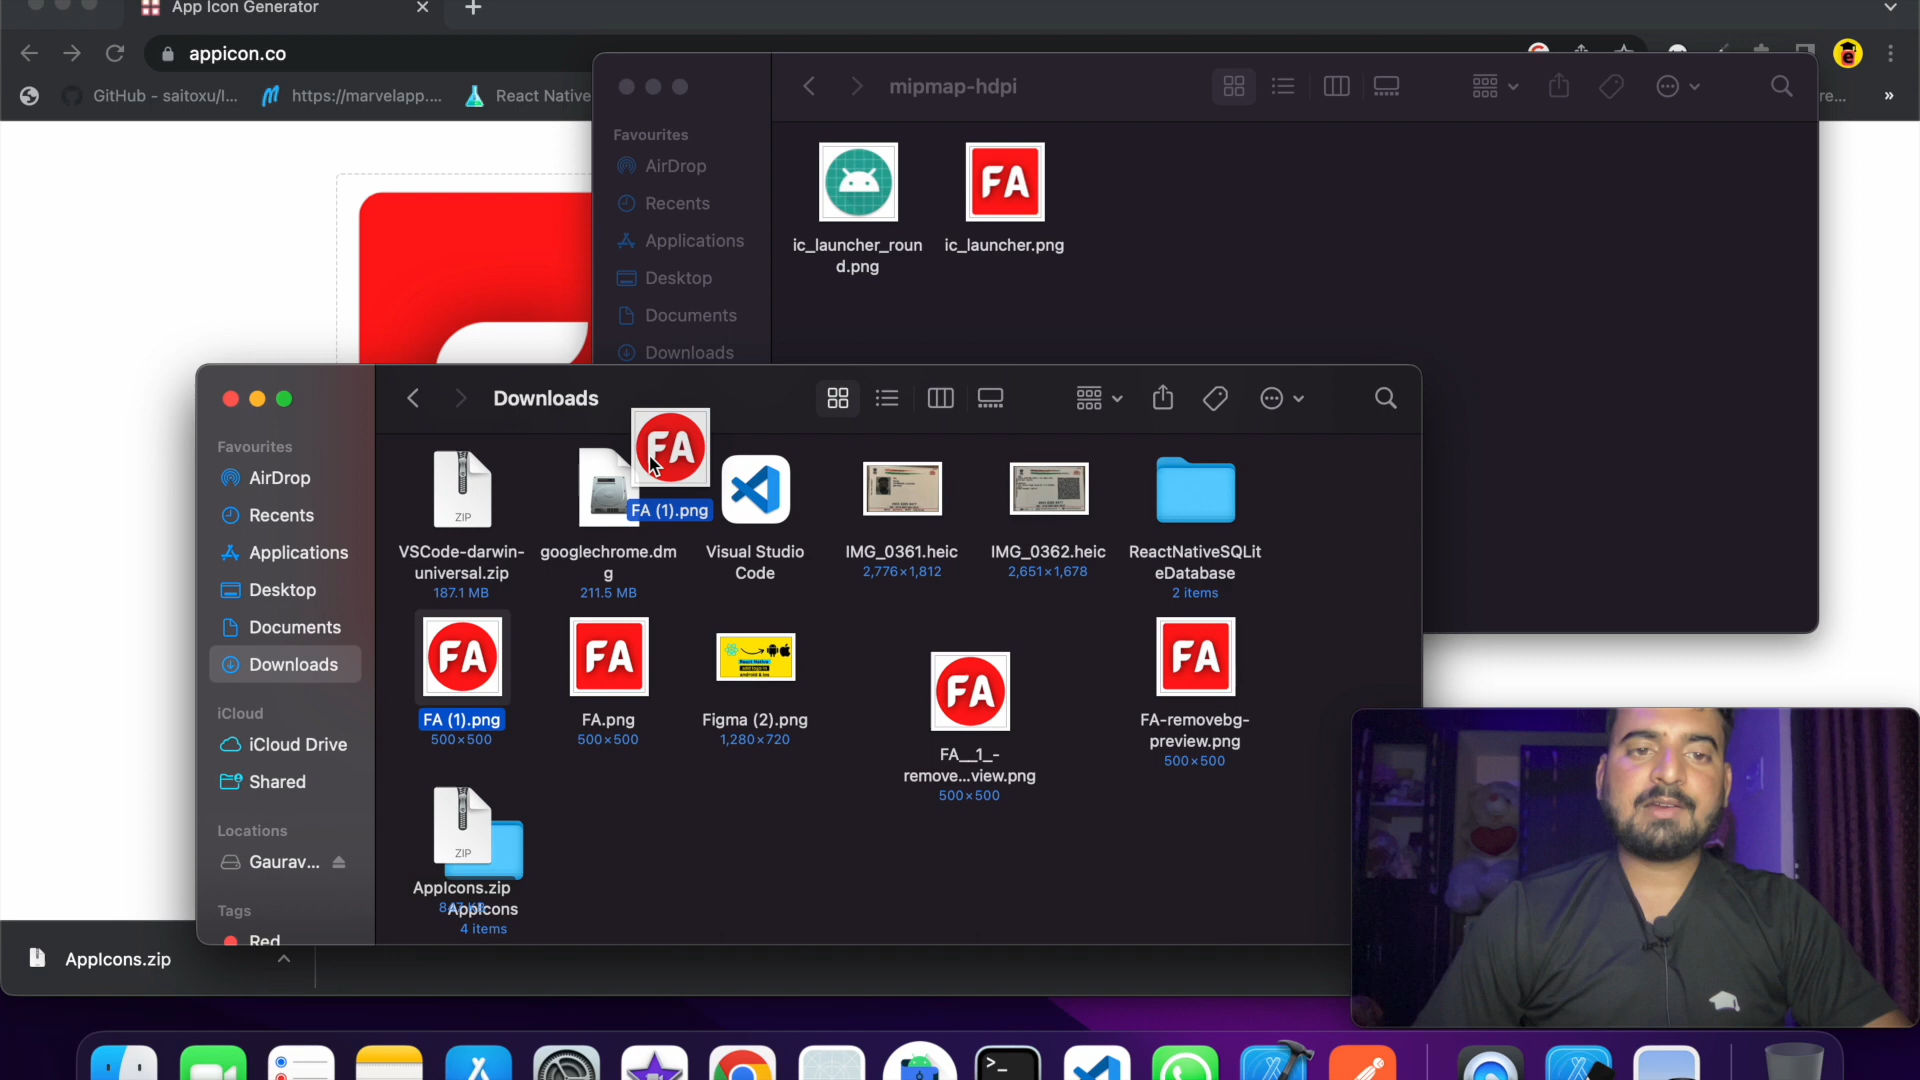 App Icon Generator
appicon.co
GitHub - saitoxu/I...
https://marvelapp....
React Native
re...
»
mipmap-hdpi
Favourites
AirDrop
Recents
Applications
Desktop
Documents
Downloads
FA
ic_launcher_roun
d.png
ic_launcher.png
Downloads
Favourites
AirDrop
Recents
Applications
Desktop
Documents
Downloads
iCloud
iCloud Drive
Shared
Locations
Gaurav...
Tags
Red
FA
FA (1).png
ZIP
VSCode-darwin-
universal.zip
187.1 MB
googlechrome.dm
g
211.5 MB
Visual Studio
Code
IMG_0361.heic
2,776×1,812
IMG_0362.heic
2,651×1,678
ReactNativeSQLit
eDatabase
2 items
FA
FA (1).png
500×500
FA
FA.png
500×500
React Native
Figma (2).png
1,280×720
FA
FA__1_-
remove...view.png
500×500
FA
FA-removebg-
preview.png
500×500
ZIP
AppIcons.zip
AppIcons
4 items
AppIcons.zip